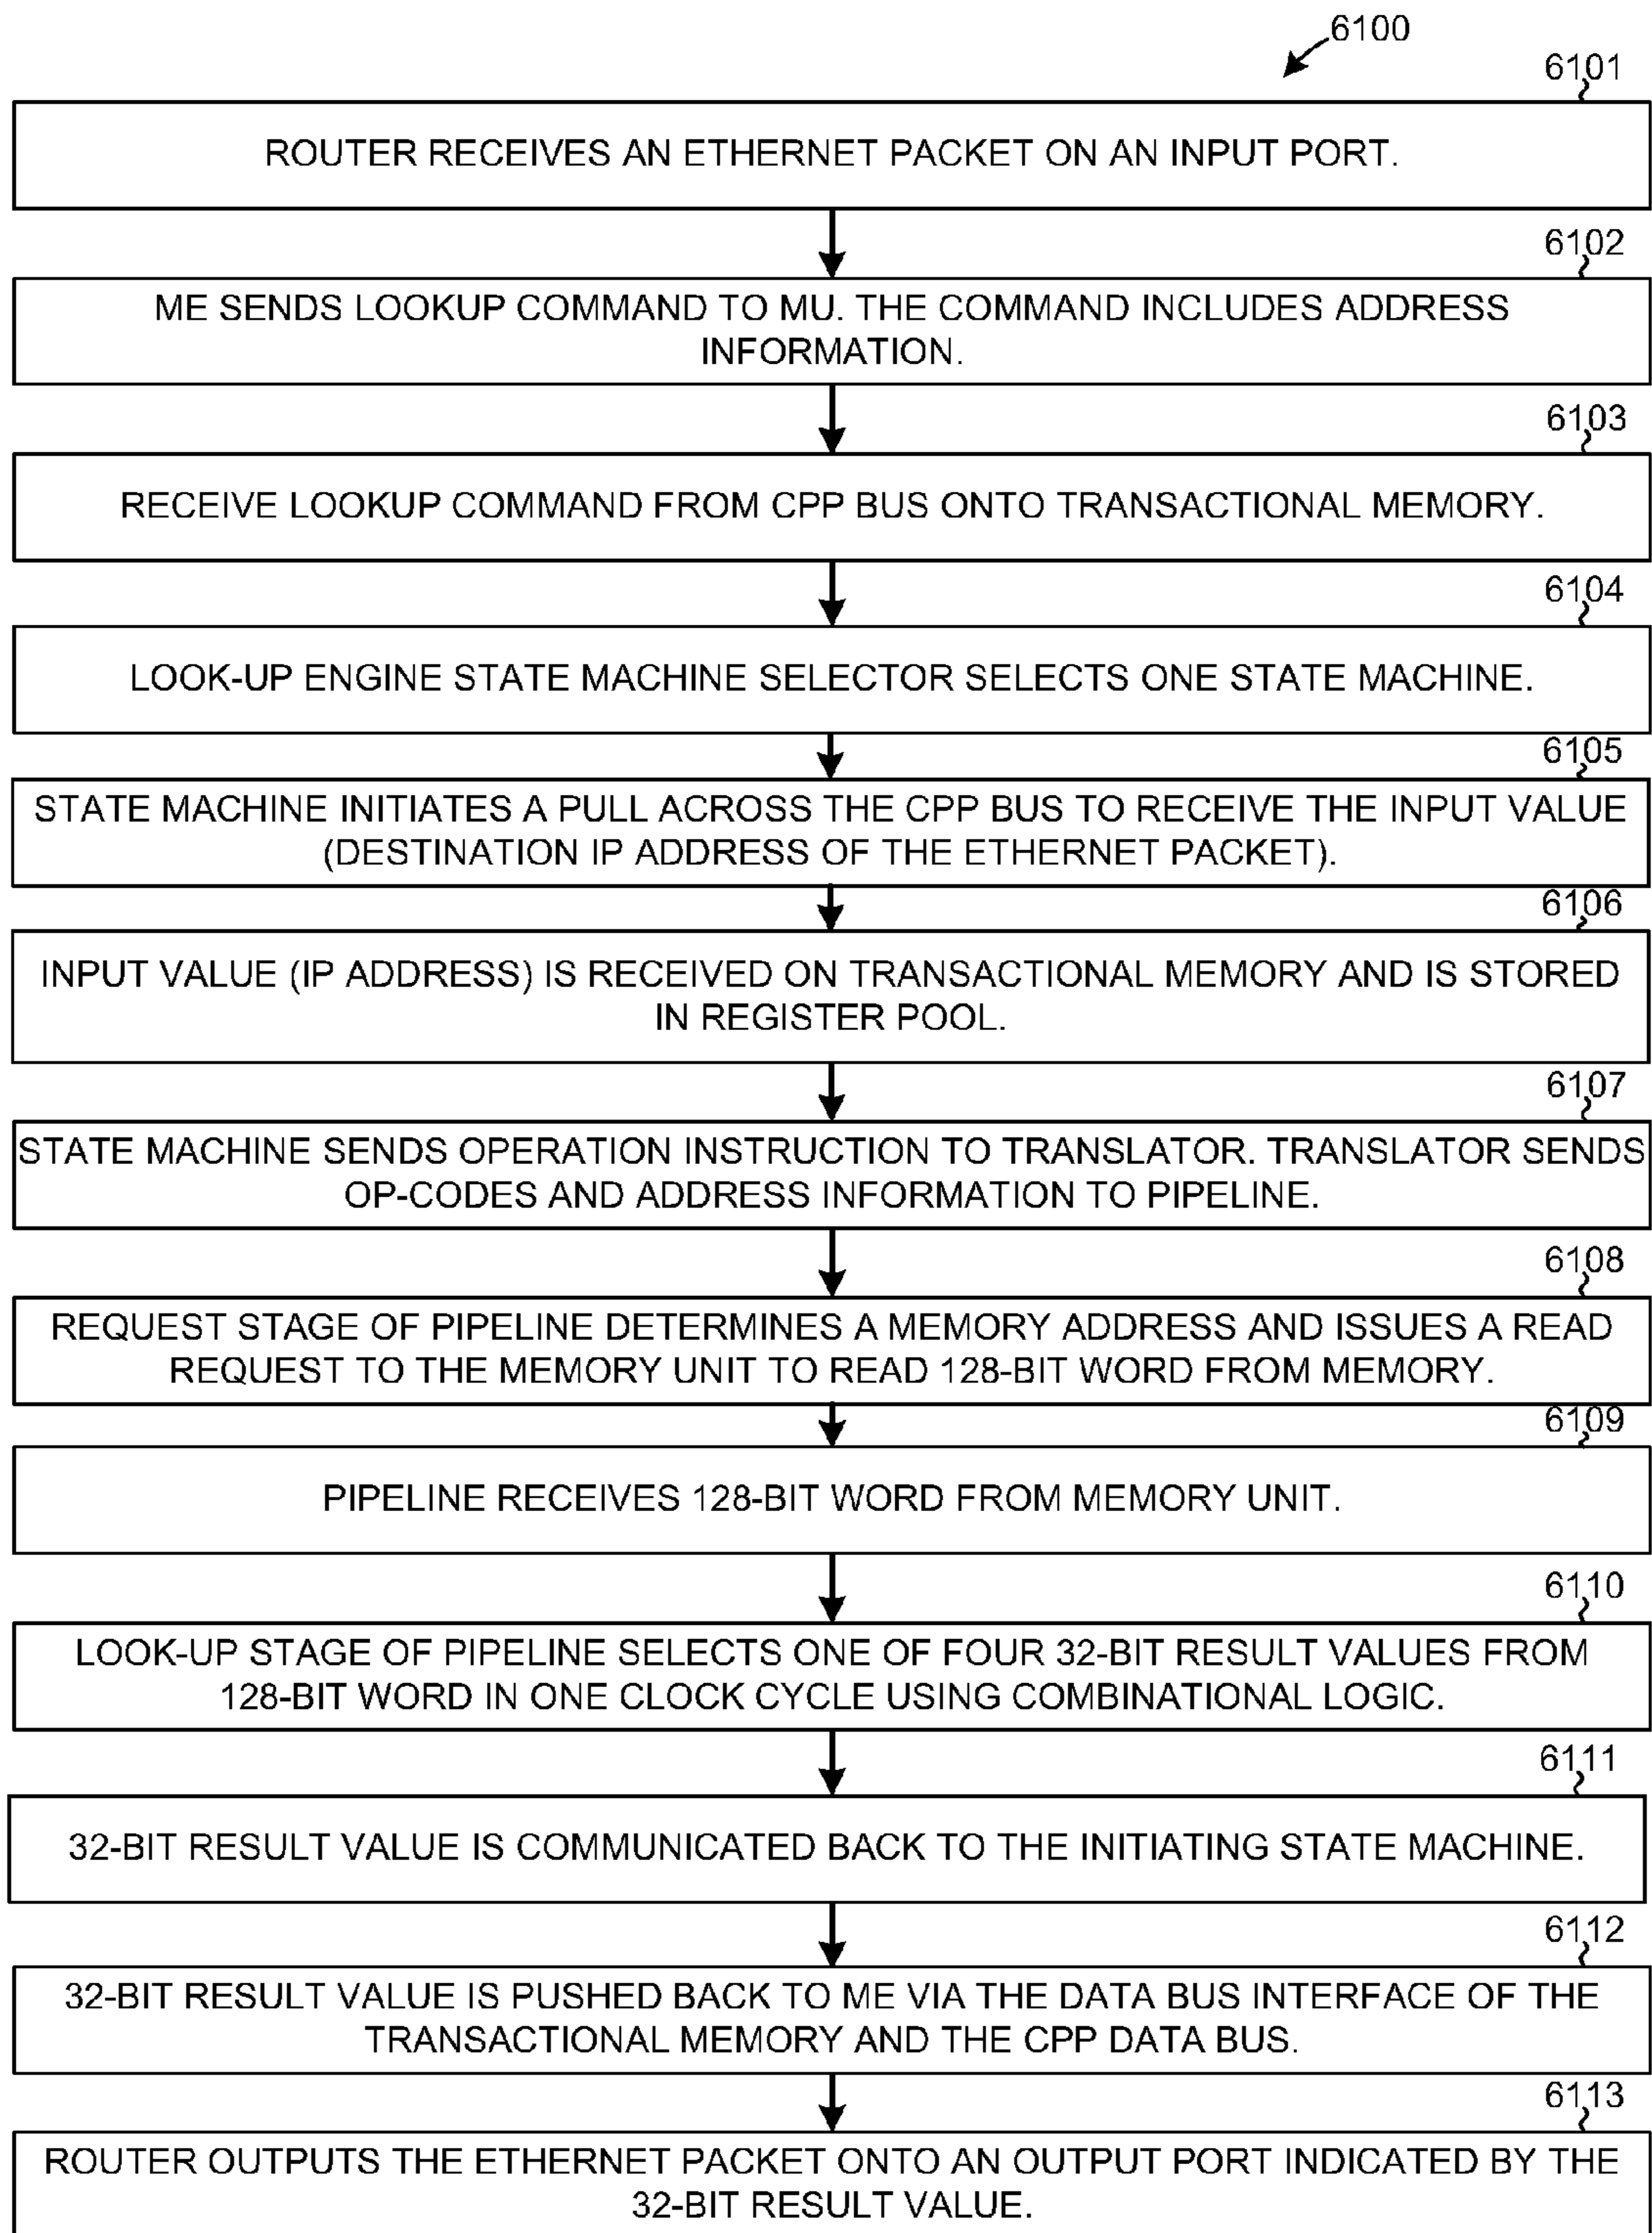 6100
6101
ROUTER RECEIVES AN ETHERNET PACKET ON AN INPUT PORT.
6102
ME SENDS LOOKUP COMMAND TO MU. THE COMMAND INCLUDES ADDRESS
INFORMATION.
6103
RECEIVE LOOKUP COMMAND FROM CPP BUS ONTO TRANSACTIONAL MEMORY.
6104
LOOK-UP ENGINE STATE MACHINE SELECTOR SELECTS ONE STATE MACHINE.
6105
STATE MACHINE INITIATES A PULL ACROSS THE CPP BUS TO RECEIVE THE INPUT VALUE
(DESTINATION IP ADDRESS OF THE ETHERNET PACKET).
6106
INPUT VALUE (IP ADDRESS) IS RECEIVED ON TRANSACTIONAL MEMORY AND IS STORED
IN REGISTER POOL.
6107
STATE MACHINE SENDS OPERATION INSTRUCTION TO TRANSLATOR. TRANSLATOR SENDS
OP-CODES AND ADDRESS INFORMATION TO PIPELINE.
6108
REQUEST STAGE OF PIPELINE DETERMINES A MEMORY ADDRESS AND ISSUES A READ
REQUEST TO THE MEMORY UNIT TO READ 128-BIT WORD FROM MEMORY.
6109
PIPELINE RECEIVES 128-BIT WORD FROM MEMORY UNIT.
6110
LOOK-UP STAGE OF PIPELINE SELECTS ONE OF FOUR 32-BIT RESULT VALUES FROM
128-BIT WORD IN ONE CLOCK CYCLE USING COMBINATIONAL LOGIC.
6111
32-BIT RESULT VALUE IS COMMUNICATED BACK TO THE INITIATING STATE MACHINE.
6112
32-BIT RESULT VALUE IS PUSHED BACK TO ME VIA THE DATA BUS INTERFACE OF THE
TRANSACTIONAL MEMORY AND THE CPP DATA BUS.
6113
ROUTER OUTPUTS THE ETHERNET PACKET ONTO AN OUTPUT PORT INDICATED BY THE
32-BIT RESULT VALUE.